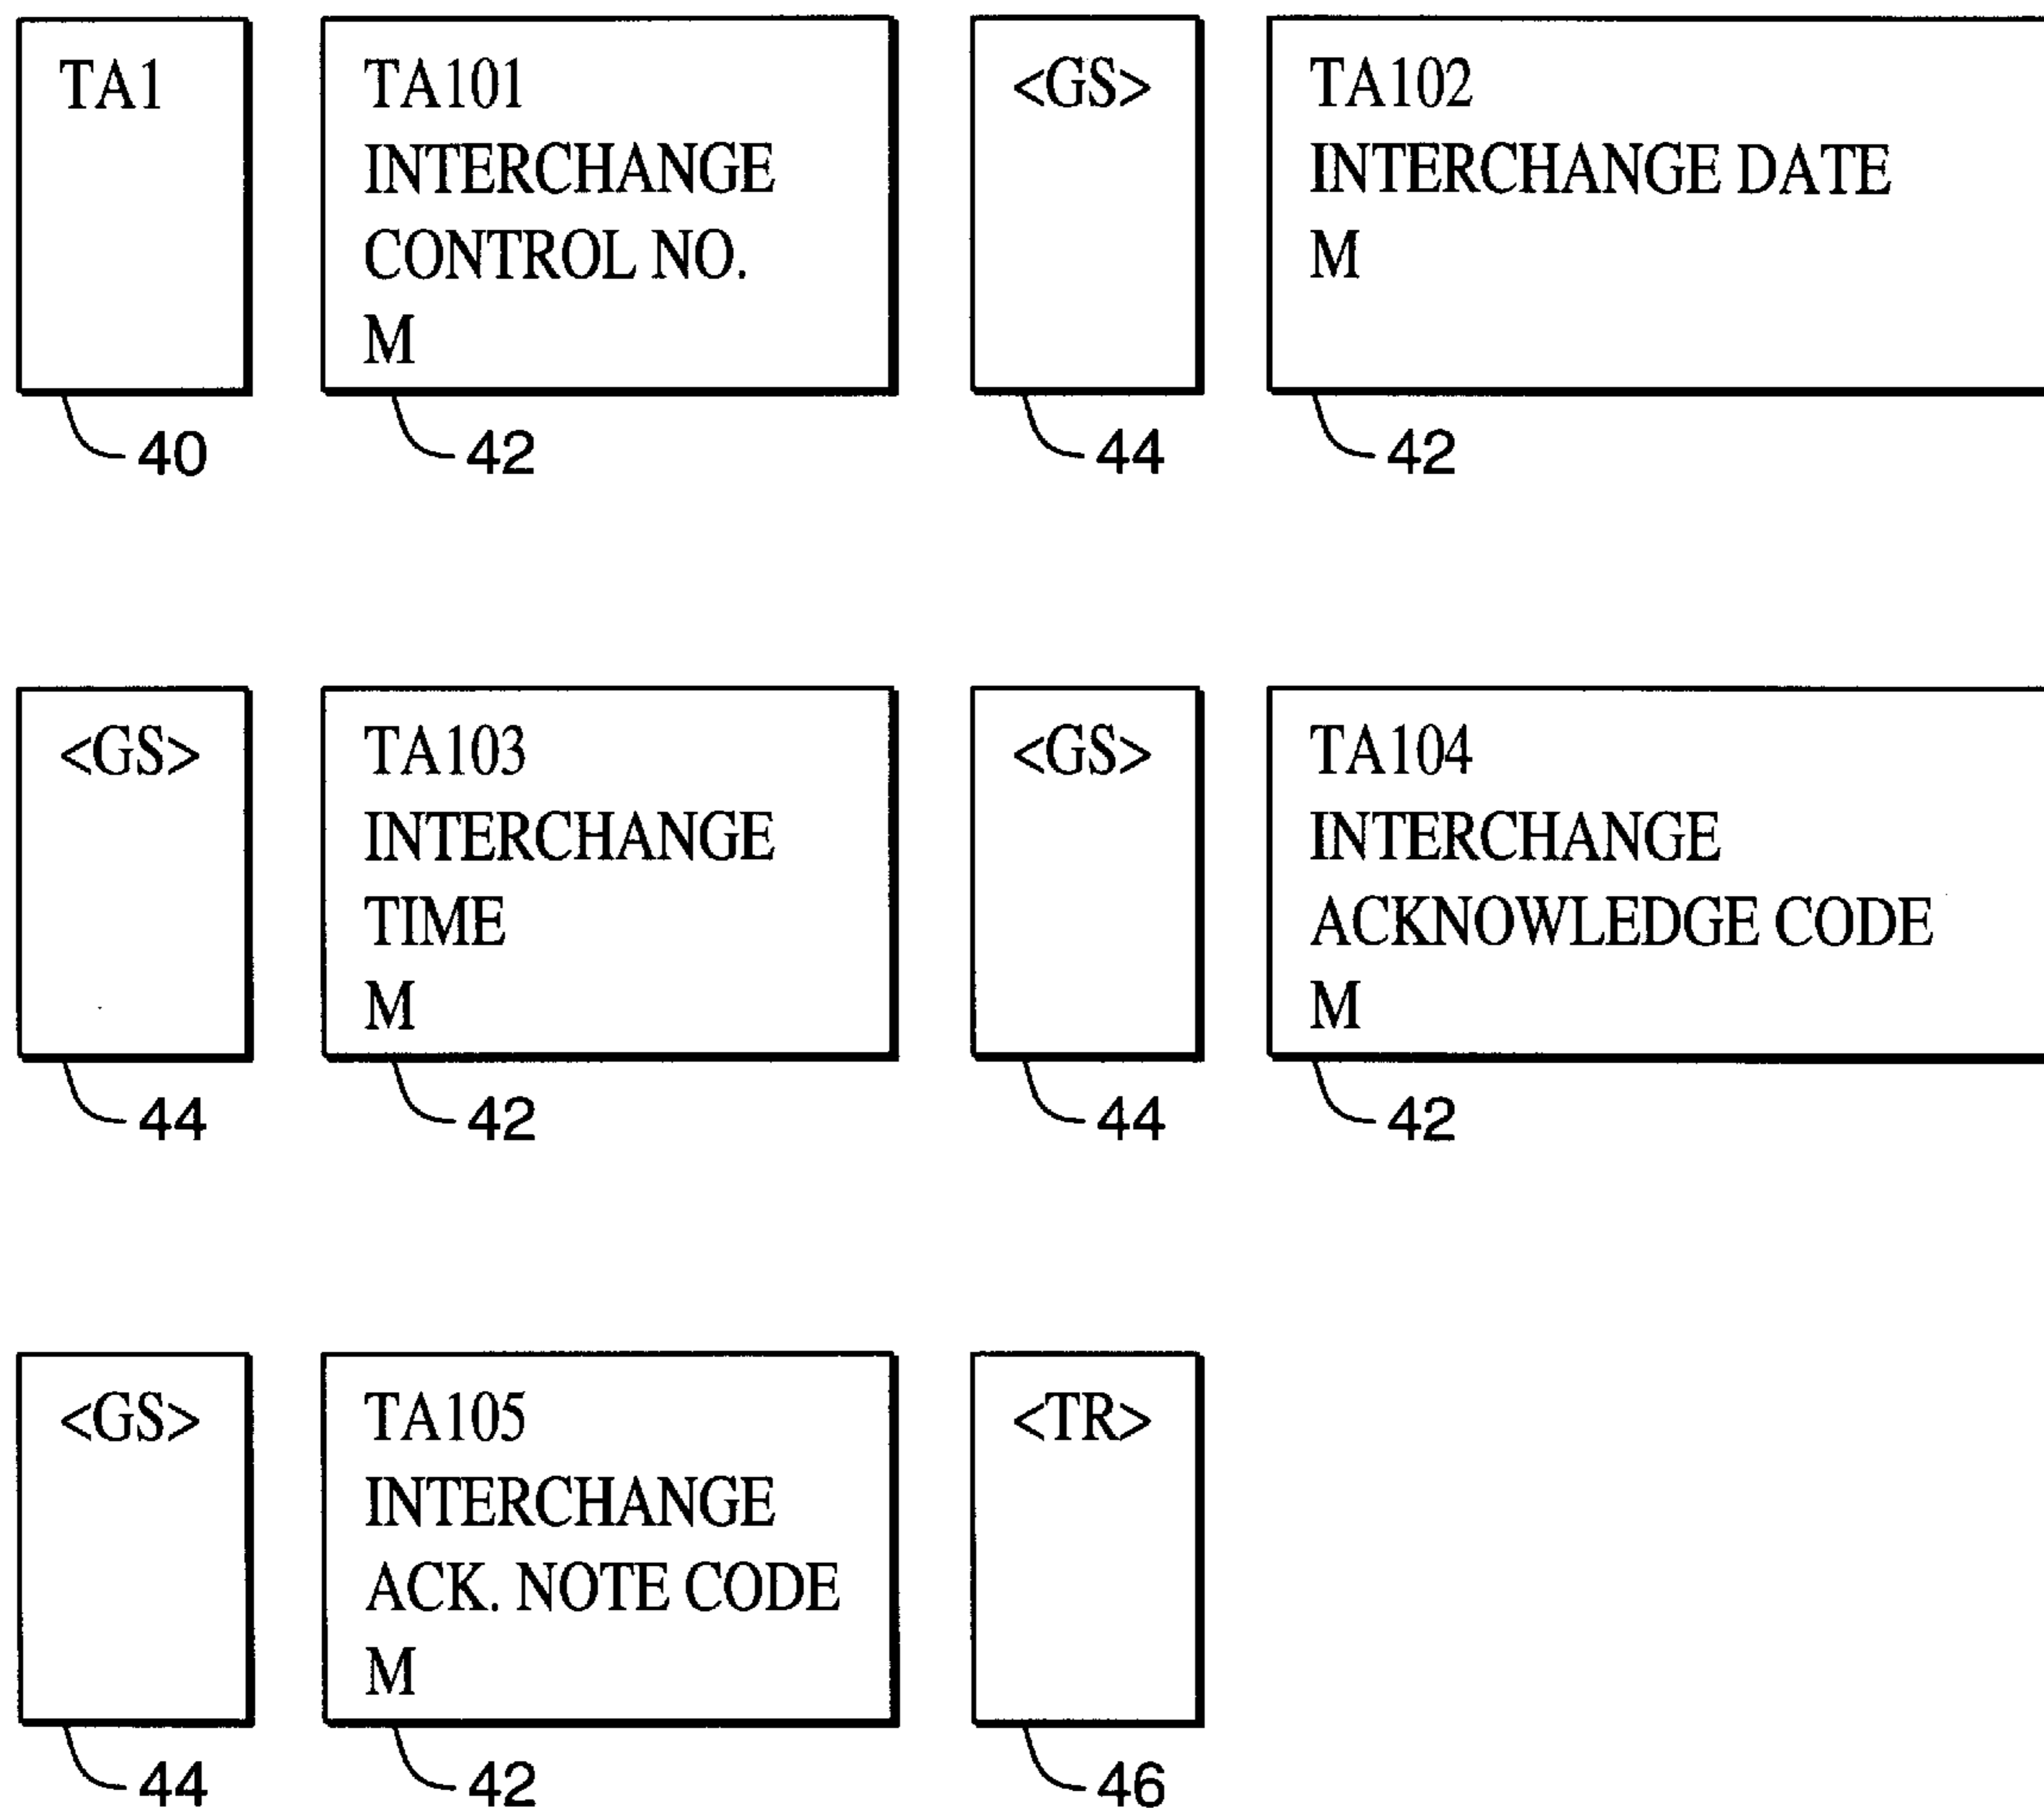 TA1
TA101
INTERCHANGE
CONTROL NO.
M
<GS>
TA102
INTERCHANGE DATE
M
40
42
44
42
<GS>
TA103
INTERCHANGE
TIME
M
<GS>
TA104
INTERCHANGE
ACKNOWLEDGE CODE
M
44
42
44
42
<GS>
TA105
INTERCHANGE
ACK. NOTE CODE
M
<TR>
44
42
46